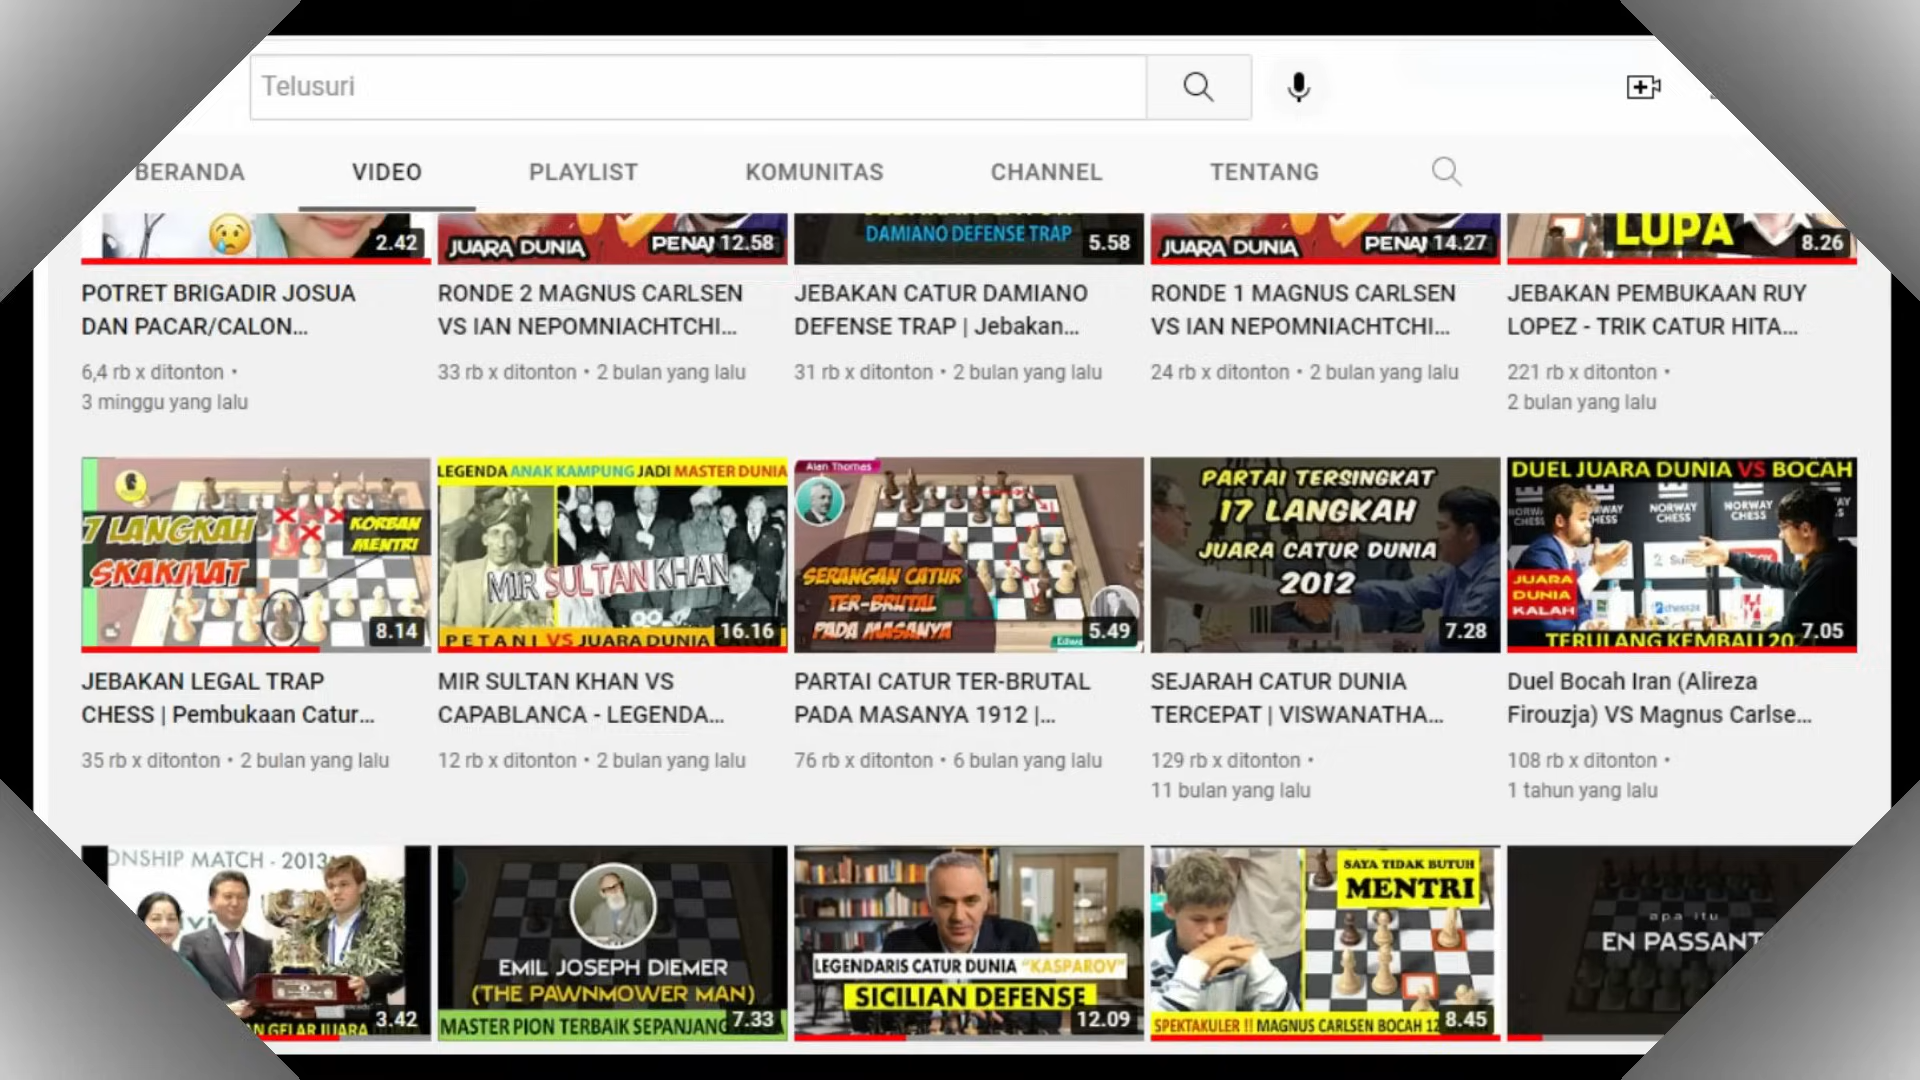 Telusuri
BERANDA
VIDEO
PLAYLIST
KOMUNITAS
CHANNEL
TENTANG
2.42
JUARA DUNIA
12.58
DAMIANO DEFENSE TRAP
5.58
JUARA DUNIA
14.27
LUPA
8.26
POTRET BRIGADIR JOSUA
DAN PACAR/CALON...
6,4 rb x ditonton •
3 minggu yang lalu
RONDE 2 MAGNUS CARLSEN
VS IAN NEPOMNIACHTCHI...
33 rb x ditonton • 2 bulan yang lalu
JEBAKAN CATUR DAMIANO
DEFENSE TRAP | Jebakan...
31 rb x ditonton • 2 bulan yang lalu
RONDE 1 MAGNUS CARLSEN
VS IAN NEPOMNIACHTCHI...
24 rb x ditonton • 2 bulan yang lalu
JEBAKAN PEMBUKAAN RUY
LOPEZ - TRIK CATUR HITA...
221 rb x ditonton •
2 bulan yang lalu
7 LANGKAH
SKAKMAT
KORBAN
MENTRI
8.14
LEGENDA ANAK KAMPUNG JADI MASTER DUNIA
MIR SULTAN KHAN
PETANI VS JUARA DUNIA
16.16
Alan Thomas
SERANGAN CATUR
TER-BRUTAL
PADA MASANYA
5.49
PARTAI TERSINGKAT
17 LANGKAH
JUARA CATUR DUNIA
2012
7.28
DUEL JUARA DUNIA VS BOCAH
NORWAY
CHESS
NORWAY
CHESS
JUARA
DUNIA
KALAH
TERULANG KEMBALI
7.05
JEBAKAN LEGAL TRAP
CHESS | Pembukaan Catur...
35 rb x ditonton • 2 bulan yang lalu
MIR SULTAN KHAN VS
CAPABLANCA - LEGENDA...
12 rb x ditonton • 2 bulan yang lalu
PARTAI CATUR TER-BRUTAL
PADA MASANYA 1912 |...
76 rb x ditonton • 6 bulan yang lalu
SEJARAH CATUR DUNIA
TERCEPAT | VISWANATHA...
129 rb x ditonton •
11 bulan yang lalu
Duel Bocah Iran (Alireza
Firouzja) VS Magnus Carlse...
108 rb x ditonton •
1 tahun yang lalu
ONSHIP MATCH - 2013
GELAR JUARA
3.42
EMIL JOSEPH DIEMER
(THE PAWNMOWER MAN)
MASTER PION TERBAIK SEPANJANG
7.33
LEGENDARIS CATUR DUNIA "KASPAROV"
SICILIAN DEFENSE
12.09
SAYA TIDAK BUTUH
MENTRI
SPEKTAKULER !! MAGNUS CARLSEN BOCAH 12
8.45
apa itu
EN PASSANT